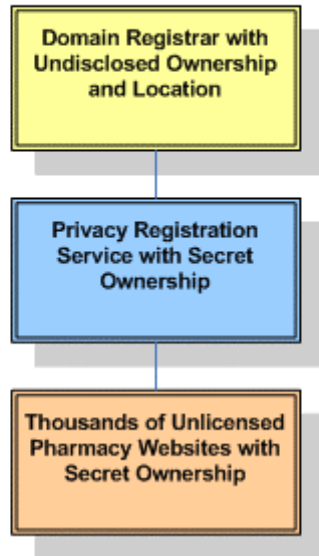 Domain Registrar with
Undisclosed Ownership
and Location
Privacy Registration
Service with Secret
Ownership
Thousands of Unlicensed
Pharmacy Websites with
Secret Ownership